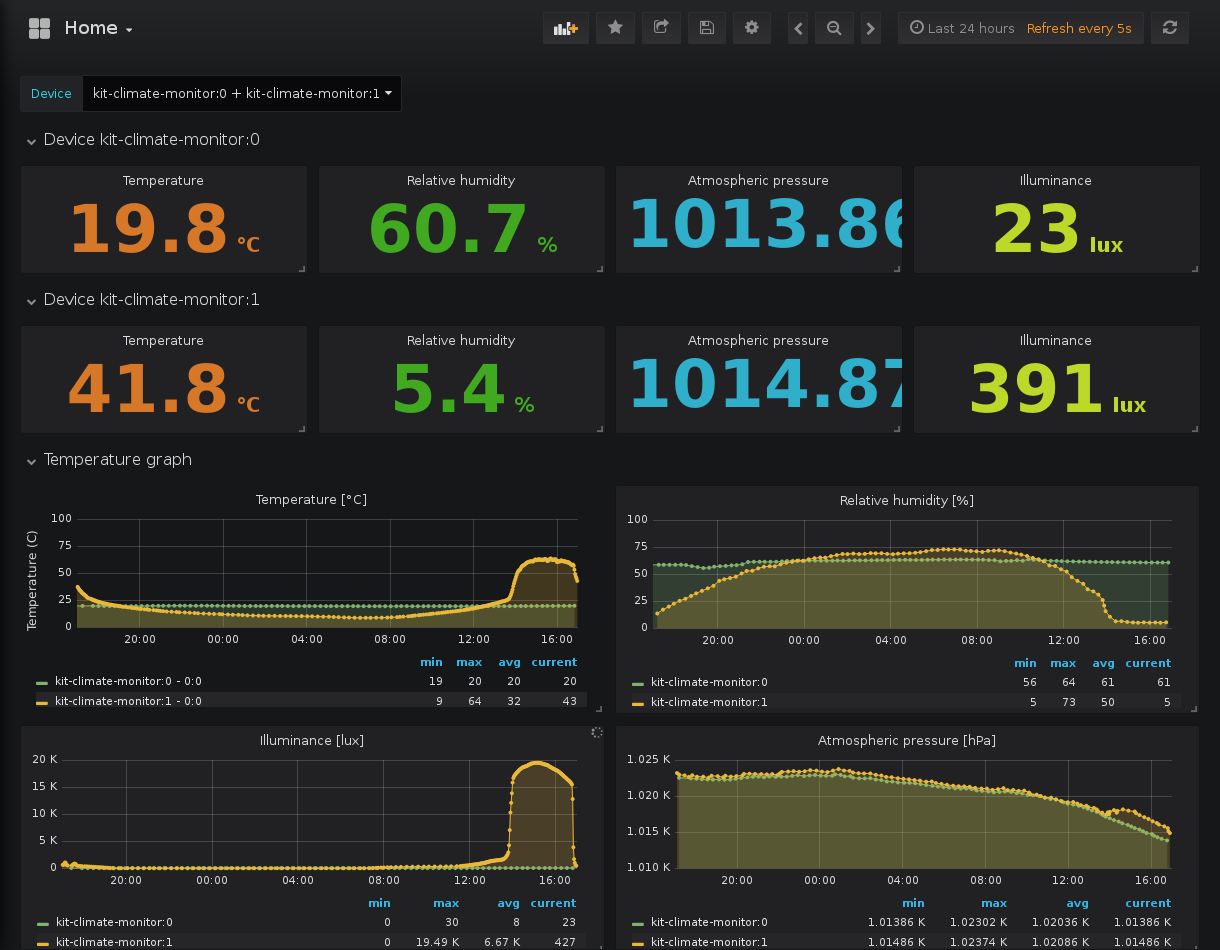 Home
Last 24 hours Refresh every 5s
Device kit-climate-monitor:0 + kit-climate-monitor:1
Device kit-climate-monitor:0
Temperature Relative humidity Atmospheric pressure Illuminance
19.8 °C 60.7 % 1013.86 23 lux
Device kit-climate-monitor:1
Temperature Relative humidity Atmospheric pressure Illuminance
41.8 °C 5.4 % 1014.87 391 lux
Temperature graph
Temperature [°C]
Temperature (C)
100
75
50
25
0
20:00 00:00 04:00 08:00 12:00 16:00
min max avg current
kit-climate-monitor:0 - 0:0 19 20 20 20
kit-climate-monitor:1 - 0:0 9 64 32 43
Relative humidity [%]
100
75
50
25
0
20:00 00:00 04:00 08:00 12:00 16:00
min max avg current
kit-climate-monitor:0 56 64 61 61
kit-climate-monitor:1 5 73 50 5
Illuminance [lux]
20 K
15 K
10 K
5 K
0
20:00 00:00 04:00 08:00 12:00 16:00
min max avg current
kit-climate-monitor:0 0 30 8 23
kit-climate-monitor:1 0 19.49 K 6.67 K 427
Atmospheric pressure [hPa]
1.025 K
1.020 K
1.015 K
1.010 K
20:00 00:00 04:00 08:00 12:00 16:00
min max avg current
kit-climate-monitor:0 1.01386 K 1.02302 K 1.02036 K 1.01386 K
kit-climate-monitor:1 1.01486 K 1.02374 K 1.02086 K 1.01486 K